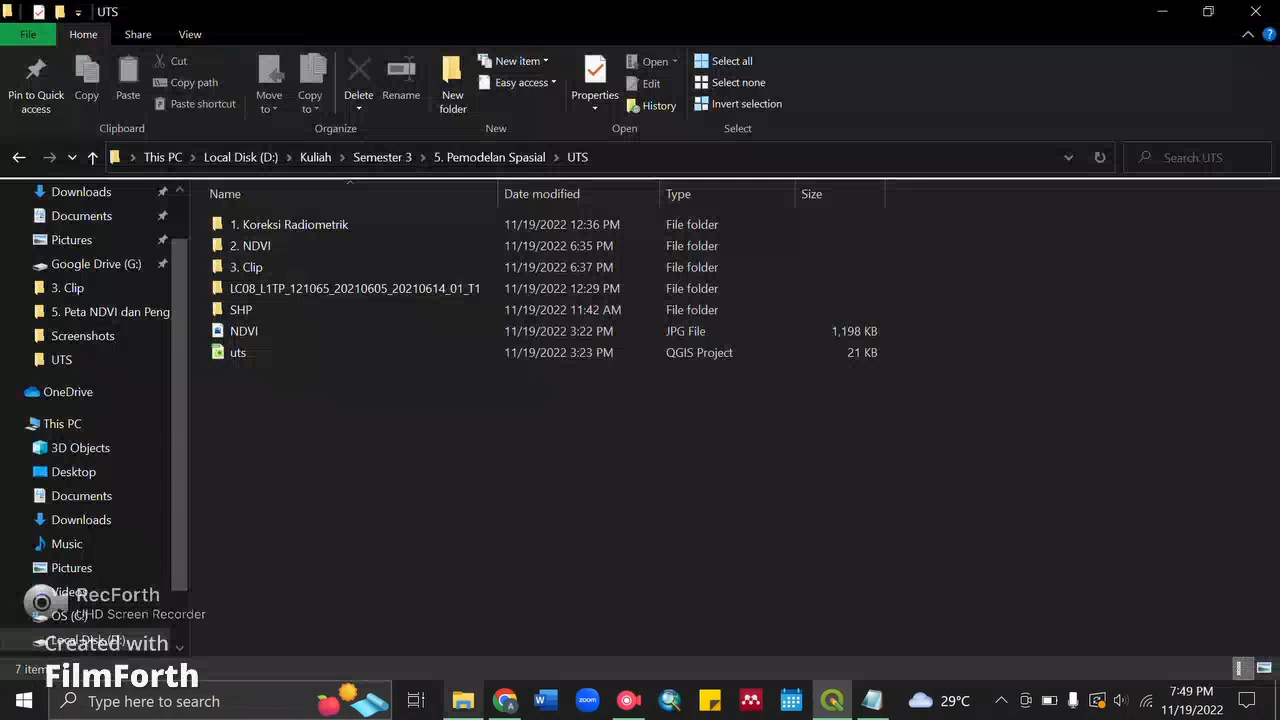 UTS
File Home Share View
Pin to Quick access
Copy
Paste
Cut
Copy path
Paste shortcut
Clipboard
Move to
Copy to
Delete
Rename
Organize
New folder
New item
Easy access
New
Properties
Open
Edit
History
Open
Select all
Select none
Invert selection
Select
This PC > Local Disk (D:) > Kuliah > Semester 3 > 5. Pemodelan Spasial > UTS
Search UTS
Downloads
Documents
Pictures
Google Drive (G:)
3. Clip
5. Peta NDVI dan Peng
Screenshots
UTS
OneDrive
This PC
3D Objects
Desktop
Documents
Downloads
Music
Pictures
Videos
OS (C:)
Local Disk (D:)
Name Date modified Type Size
1. Koreksi Radiometrik 11/19/2022 12:36 PM File folder
2. NDVI 11/19/2022 6:35 PM File folder
3. Clip 11/19/2022 6:37 PM File folder
LC08_L1TP_121065_20210605_20210614_01_T1 11/19/2022 12:29 PM File folder
SHP 11/19/2022 11:42 AM File folder
NDVI 11/19/2022 3:22 PM JPG File 1,198 KB
uts 11/19/2022 3:23 PM QGIS Project 21 KB
RecForth
UHD Screen Recorder
Created with
FilmForth
7 item
Type here to search
zoom
29°C
7:49 PM
11/19/2022